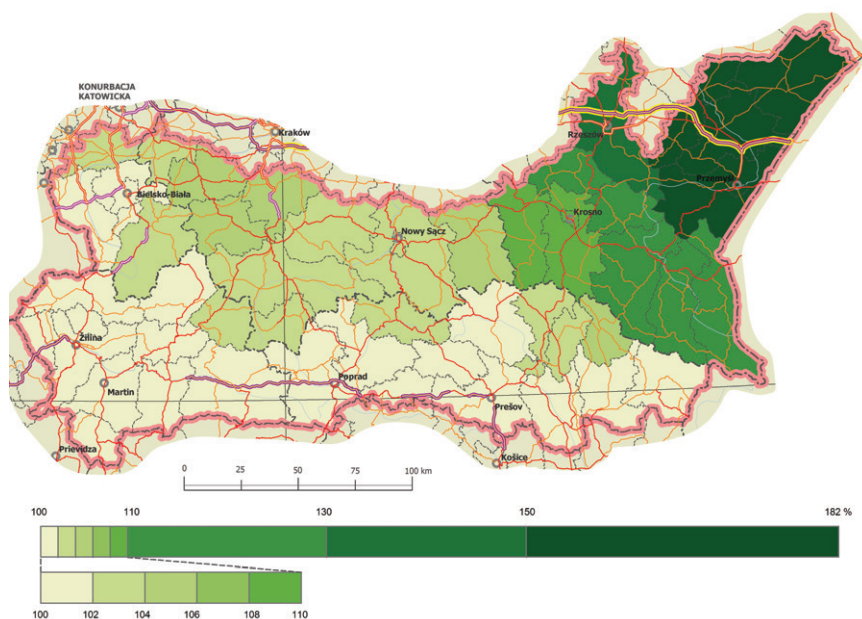 KONURBACJA
KATOWICKA
Kraków
Rzeszów
Bielsko-Biała
Przemyśl
Krosno
Nowy Sącz
Žilina
Poprad
Martin
Prešov
Prievidza
Košice
0 25 50 75 100 km
100 110 130 150 182 %
100 102 104 106 108 110